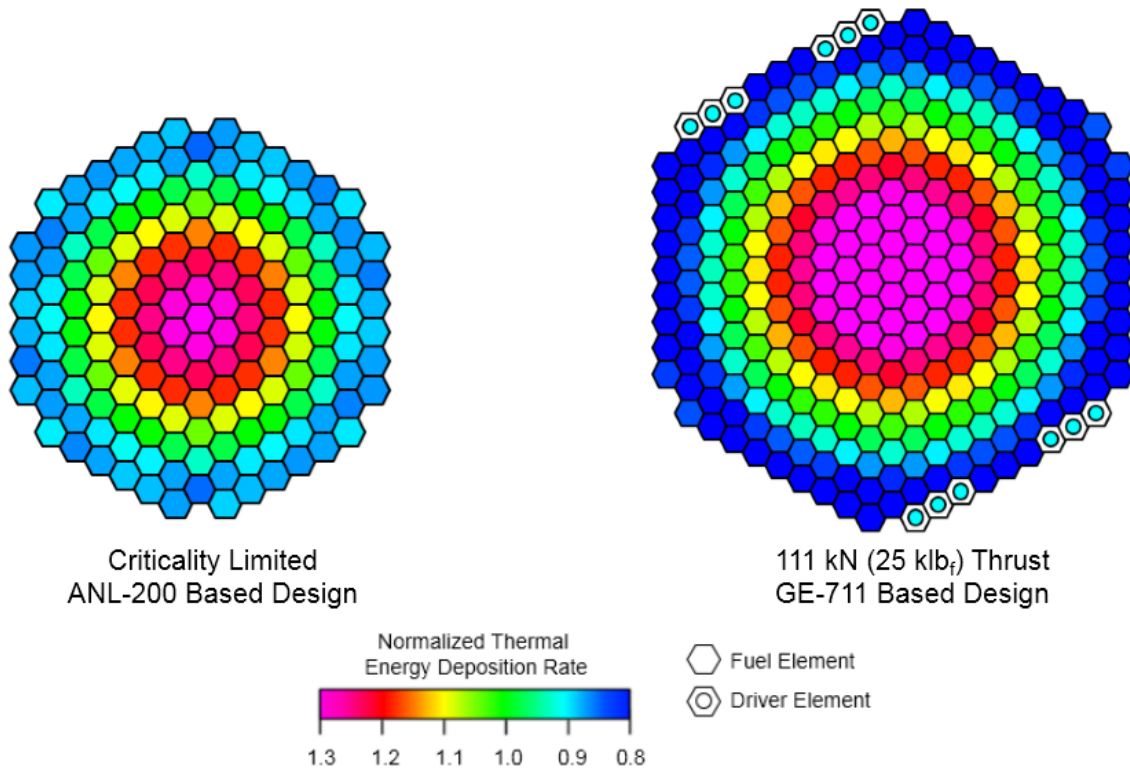 Criticality Limited
ANL-200 Based Design
111 kN (25 klbf) Thrust
GE-711 Based Design
Normalized Thermal
Energy Deposition Rate
1.3 1.2 1.1 1.0 0.9 0.8
Fuel Element
Driver Element